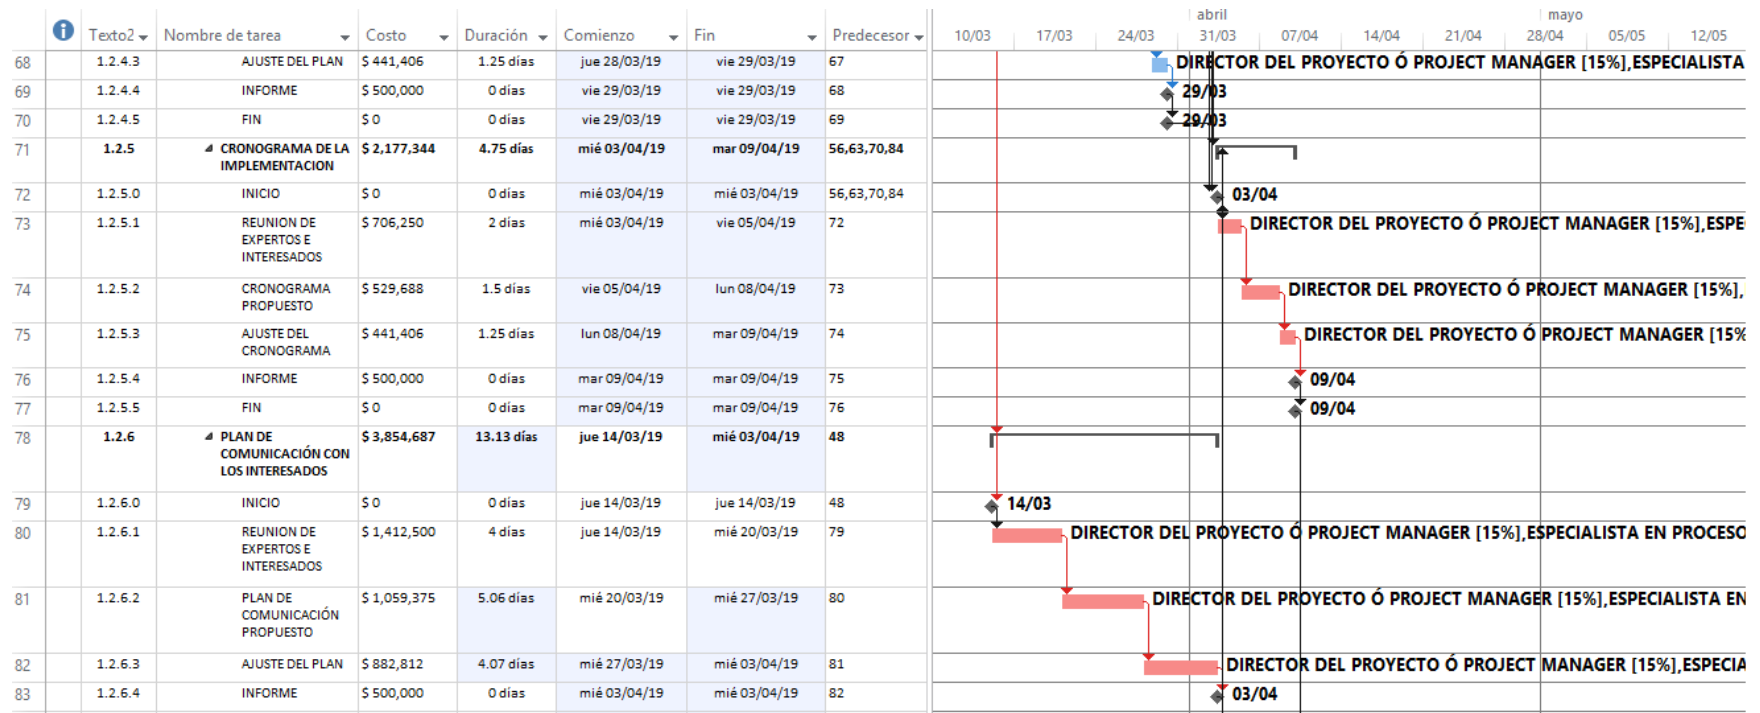 abril mayo
Texto2 Nombre de tarea Costo Duración Comienzo Fin Predecesor 10/03 17/03 24/03 31/03 07/04 14/04 21/04 28/04 05/05 12/05
68 1.2.4.3 AJUSTE DEL PLAN $ 441,406 1.25 días jue 28/03/19 vie 29/03/19 67 DIRECTOR DEL PROYECTO Ó PROJECT MANAGER [15%],ESPECIALISTA
69 1.2.4.4 INFORME $ 500,000 0 días vie 29/03/19 vie 29/03/19 68 29/03
70 1.2.4.5 FIN $ 0 0 días vie 29/03/19 vie 29/03/19 69 29/03
71 1.2.5 CRONOGRAMA DE LA $ 2,177,344 4.75 días mié 03/04/19 mar 09/04/19 56,63,70,84
IMPLEMENTACION
72 1.2.5.0 INICIO $ 0 0 días mié 03/04/19 mié 03/04/19 56,63,70,84 03/04
73 1.2.5.1 REUNION DE $ 706,250 2 días mié 03/04/19 vie 05/04/19 72 DIRECTOR DEL PROYECTO Ó PROJECT MANAGER [15%],ESPE
EXPERTOS E
INTERESADOS
74 1.2.5.2 CRONOGRAMA $ 529,688 1.5 días vie 05/04/19 lun 08/04/19 73 DIRECTOR DEL PROYECTO Ó PROJECT MANAGER [15%],
PROPUESTO
75 1.2.5.3 AJUSTE DEL $ 441,406 1.25 días lun 08/04/19 mar 09/04/19 74 DIRECTOR DEL PROYECTO Ó PROJECT MANAGER [15%
CRONOGRAMA
76 1.2.5.4 INFORME $ 500,000 0 días mar 09/04/19 mar 09/04/19 75 09/04
77 1.2.5.5 FIN $ 0 0 días mar 09/04/19 mar 09/04/19 76 09/04
78 1.2.6 PLAN DE $ 3,854,687 13.13 días jue 14/03/19 mié 03/04/19 48
COMUNICACIÓN CON
LOS INTERESADOS
79 1.2.6.0 INICIO $ 0 0 días jue 14/03/19 jue 14/03/19 48 14/03
80 1.2.6.1 REUNION DE $ 1,412,500 4 días jue 14/03/19 mié 20/03/19 79 DIRECTOR DEL PROYECTO Ó PROJECT MANAGER [15%],ESPECIALISTA EN PROCESO
EXPERTOS E
INTERESADOS
81 1.2.6.2 PLAN DE $ 1,059,375 5.06 días mié 20/03/19 mié 27/03/19 80 DIRECTOR DEL PROYECTO Ó PROJECT MANAGER [15%],ESPECIALISTA EN
COMUNICACIÓN
PROPUESTO
82 1.2.6.3 AJUSTE DEL PLAN $ 882,812 4.07 días mié 27/03/19 mié 03/04/19 81 DIRECTOR DEL PROYECTO Ó PROJECT MANAGER [15%],ESPECIA
83 1.2.6.4 INFORME $ 500,000 0 días mié 03/04/19 mié 03/04/19 82 03/04